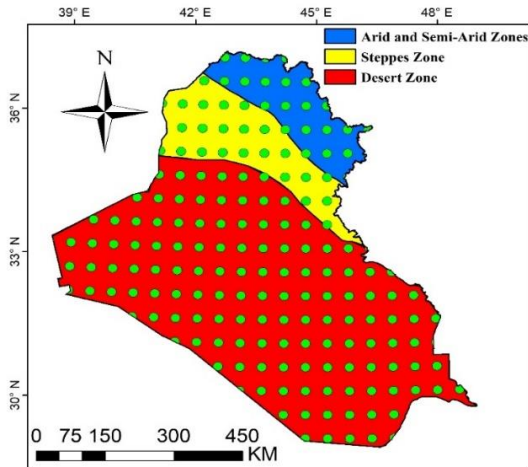 39° E 42° E 45° E 48° E
Arid and Semi-Arid Zones
Steppes Zone
Desert Zone
N
36° N
33° N
30° N
0 75 150 300 450
KM